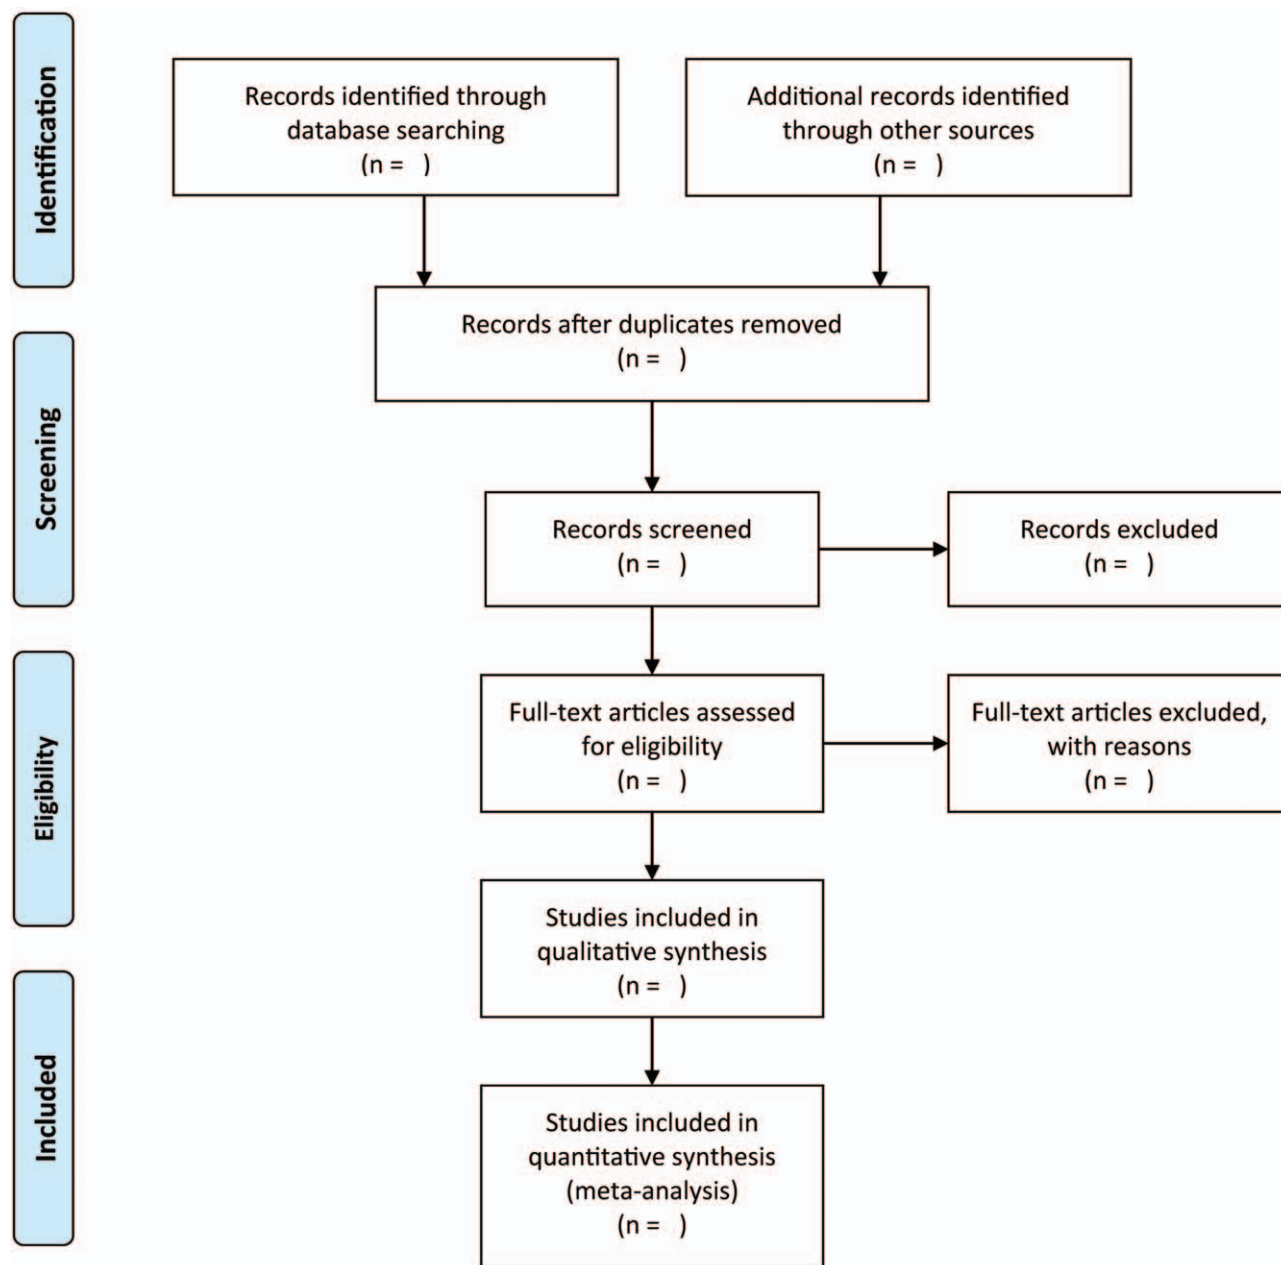 Identification
Records identified through
database searching
(n =   )
Additional records identified
through other sources
(n =   )
Records after duplicates removed
(n =   )
Screening
Records screened
(n =   )
Records excluded
(n =   )
Eligibility
Full-text articles assessed
for eligibility
(n =   )
Full-text articles excluded,
with reasons
(n =   )
Studies included in
qualitative synthesis
(n =   )
Included
Studies included in
quantitative synthesis
(meta-analysis)
(n =   )